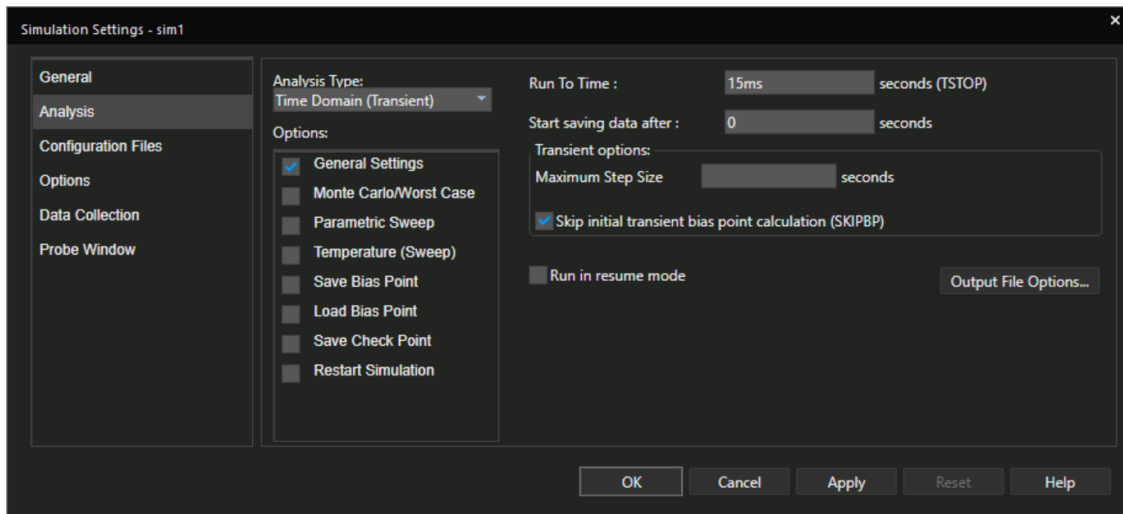 Simulation Settings - sim1
General
Analysis
Configuration Files
Options
Data Collection
Probe Window
Analysis Type:
Time Domain (Transient)
Options:
General Settings
Monte Carlo/Worst Case
Parametric Sweep
Temperature (Sweep)
Save Bias Point
Load Bias Point
Save Check Point
Restart Simulation
Run To Time : 15ms seconds (TSTOP)
Start saving data after : 0 seconds
Transient options:
Maximum Step Size seconds
Skip initial transient bias point calculation (SKIPBP)
Run in resume mode
Output File Options...
OK Cancel Apply Reset Help